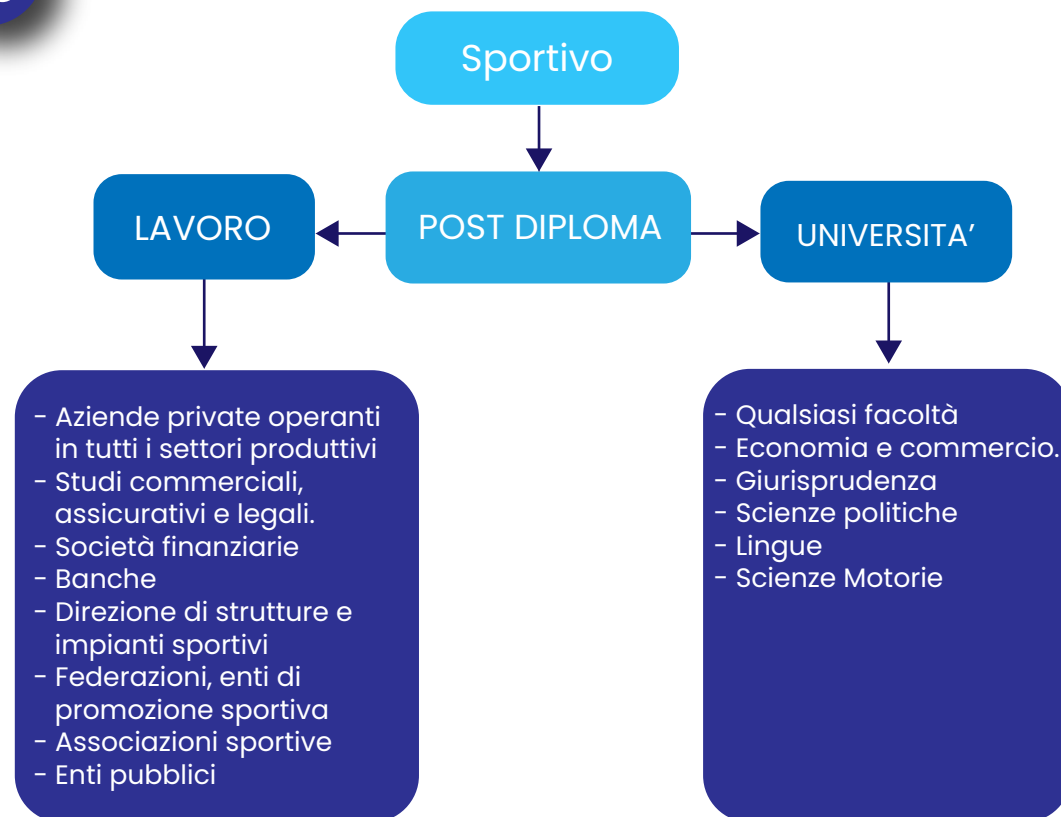 Sportivo
LAVORO
POST DIPLOMA
UNIVERSITA’
- Aziende private operanti
in tutti i settori produttivi
- Studi commerciali,
assicurativi e legali.
- Società finanziarie
- Banche
- Direzione di strutture e
impianti sportivi
- Federazioni, enti di
promozione sportiva
- Associazioni sportive
- Enti pubblici
- Qualsiasi facoltà
- Economia e commercio.
- Giurisprudenza
- Scienze politiche
- Lingue
- Scienze Motorie